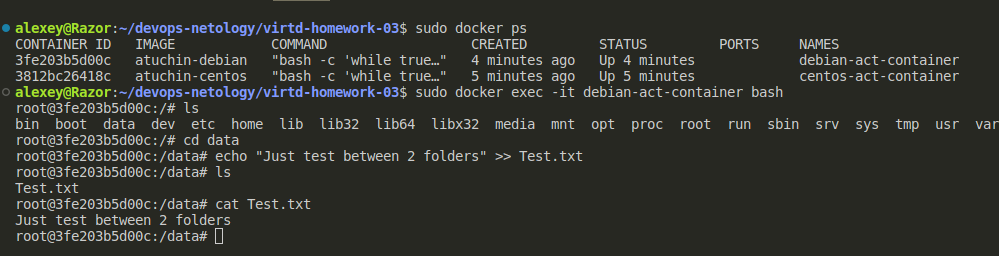 alexey@Razor:~/devops-netology/virtd-homework-03$ sudo docker ps
CONTAINER ID   IMAGE            COMMAND                  CREATED         STATUS         PORTS     NAMES
3fe203b5d00c   atuchin-debian   "bash -c 'while true…"   4 minutes ago   Up 4 minutes             debian-act-container
3812bc26418c   atuchin-centos   "bash -c 'while true…"   5 minutes ago   Up 5 minutes             centos-act-container
alexey@Razor:~/devops-netology/virtd-homework-03$ sudo docker exec -it debian-act-container bash
root@3fe203b5d00c:/# ls
bin  boot  data  dev  etc  home  lib  lib32  lib64  libx32  media  mnt  opt  proc  root  run  sbin  srv  sys  tmp  usr  var
root@3fe203b5d00c:/# cd data
root@3fe203b5d00c:/data# echo "Just test between 2 folders" >> Test.txt
root@3fe203b5d00c:/data# ls
Test.txt
root@3fe203b5d00c:/data# cat Test.txt
Just test between 2 folders
root@3fe203b5d00c:/data#